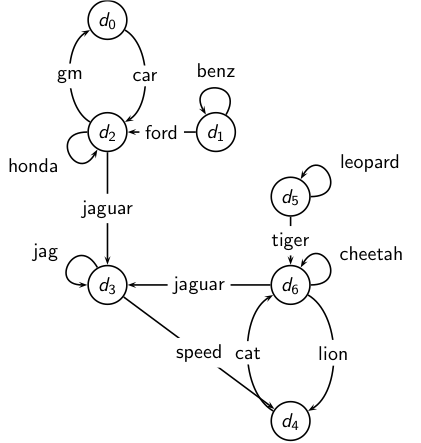 d0
gm
car
benz
d2
ford
d1
honda
leopard
d5
jaguar
tiger
jag
cheetah
d3
jaguar
d6
speed
cat
lion
d4